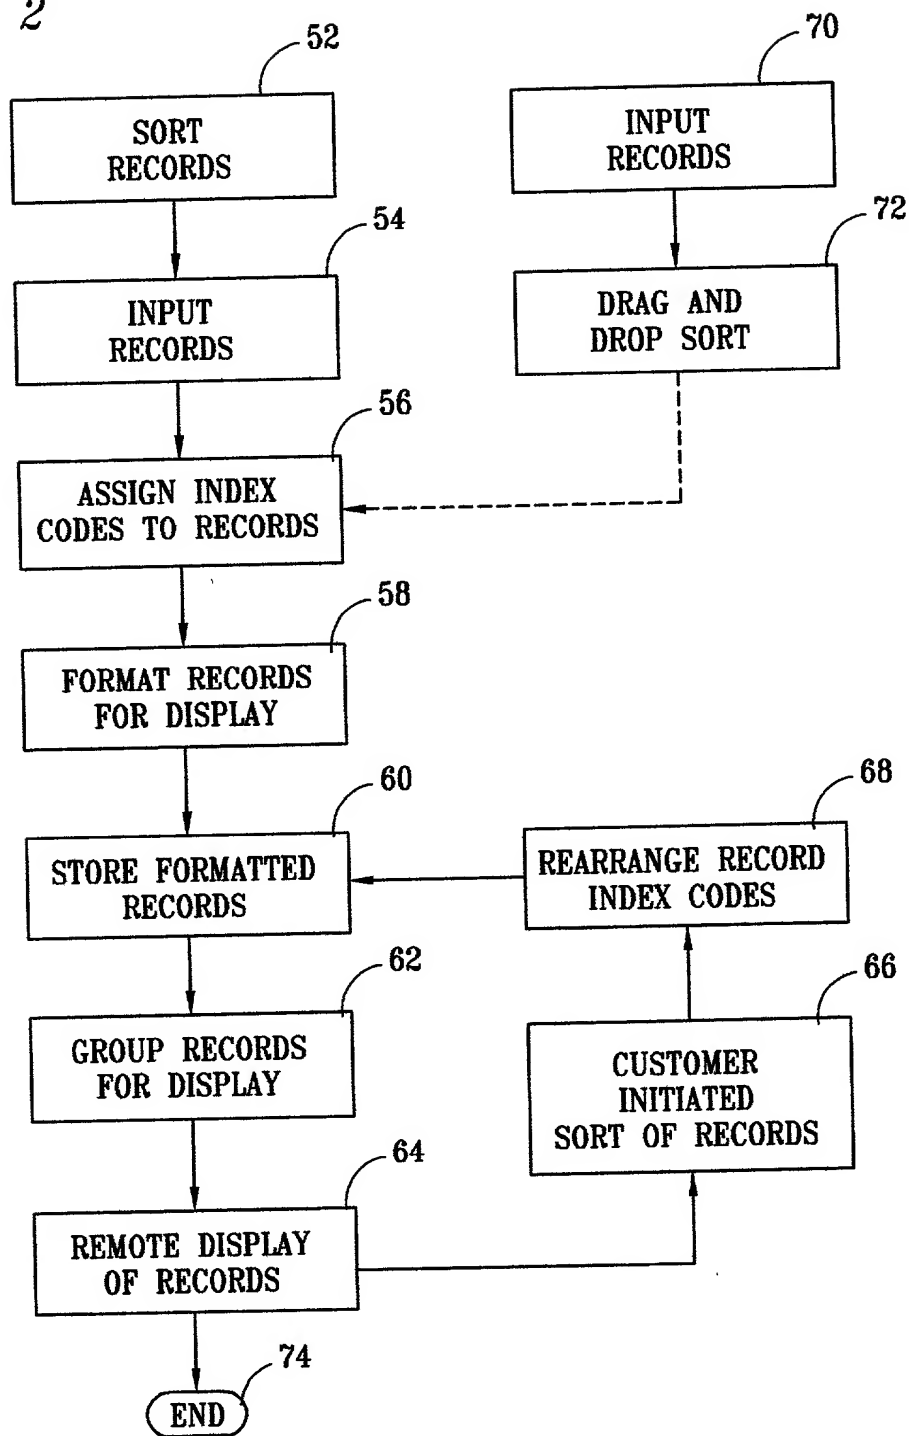 2
52
SORT
RECORDS
54
INPUT
RECORDS
56
ASSIGN INDEX
CODES TO RECORDS
58
FORMAT RECORDS
FOR DISPLAY
60
STORE FORMATTED
RECORDS
62
GROUP RECORDS
FOR DISPLAY
64
REMOTE DISPLAY
OF RECORDS
74
END
70
INPUT
RECORDS
72
DRAG AND
DROP SORT
68
REARRANGE RECORD
INDEX CODES
66
CUSTOMER
INITIATED
SORT OF RECORDS